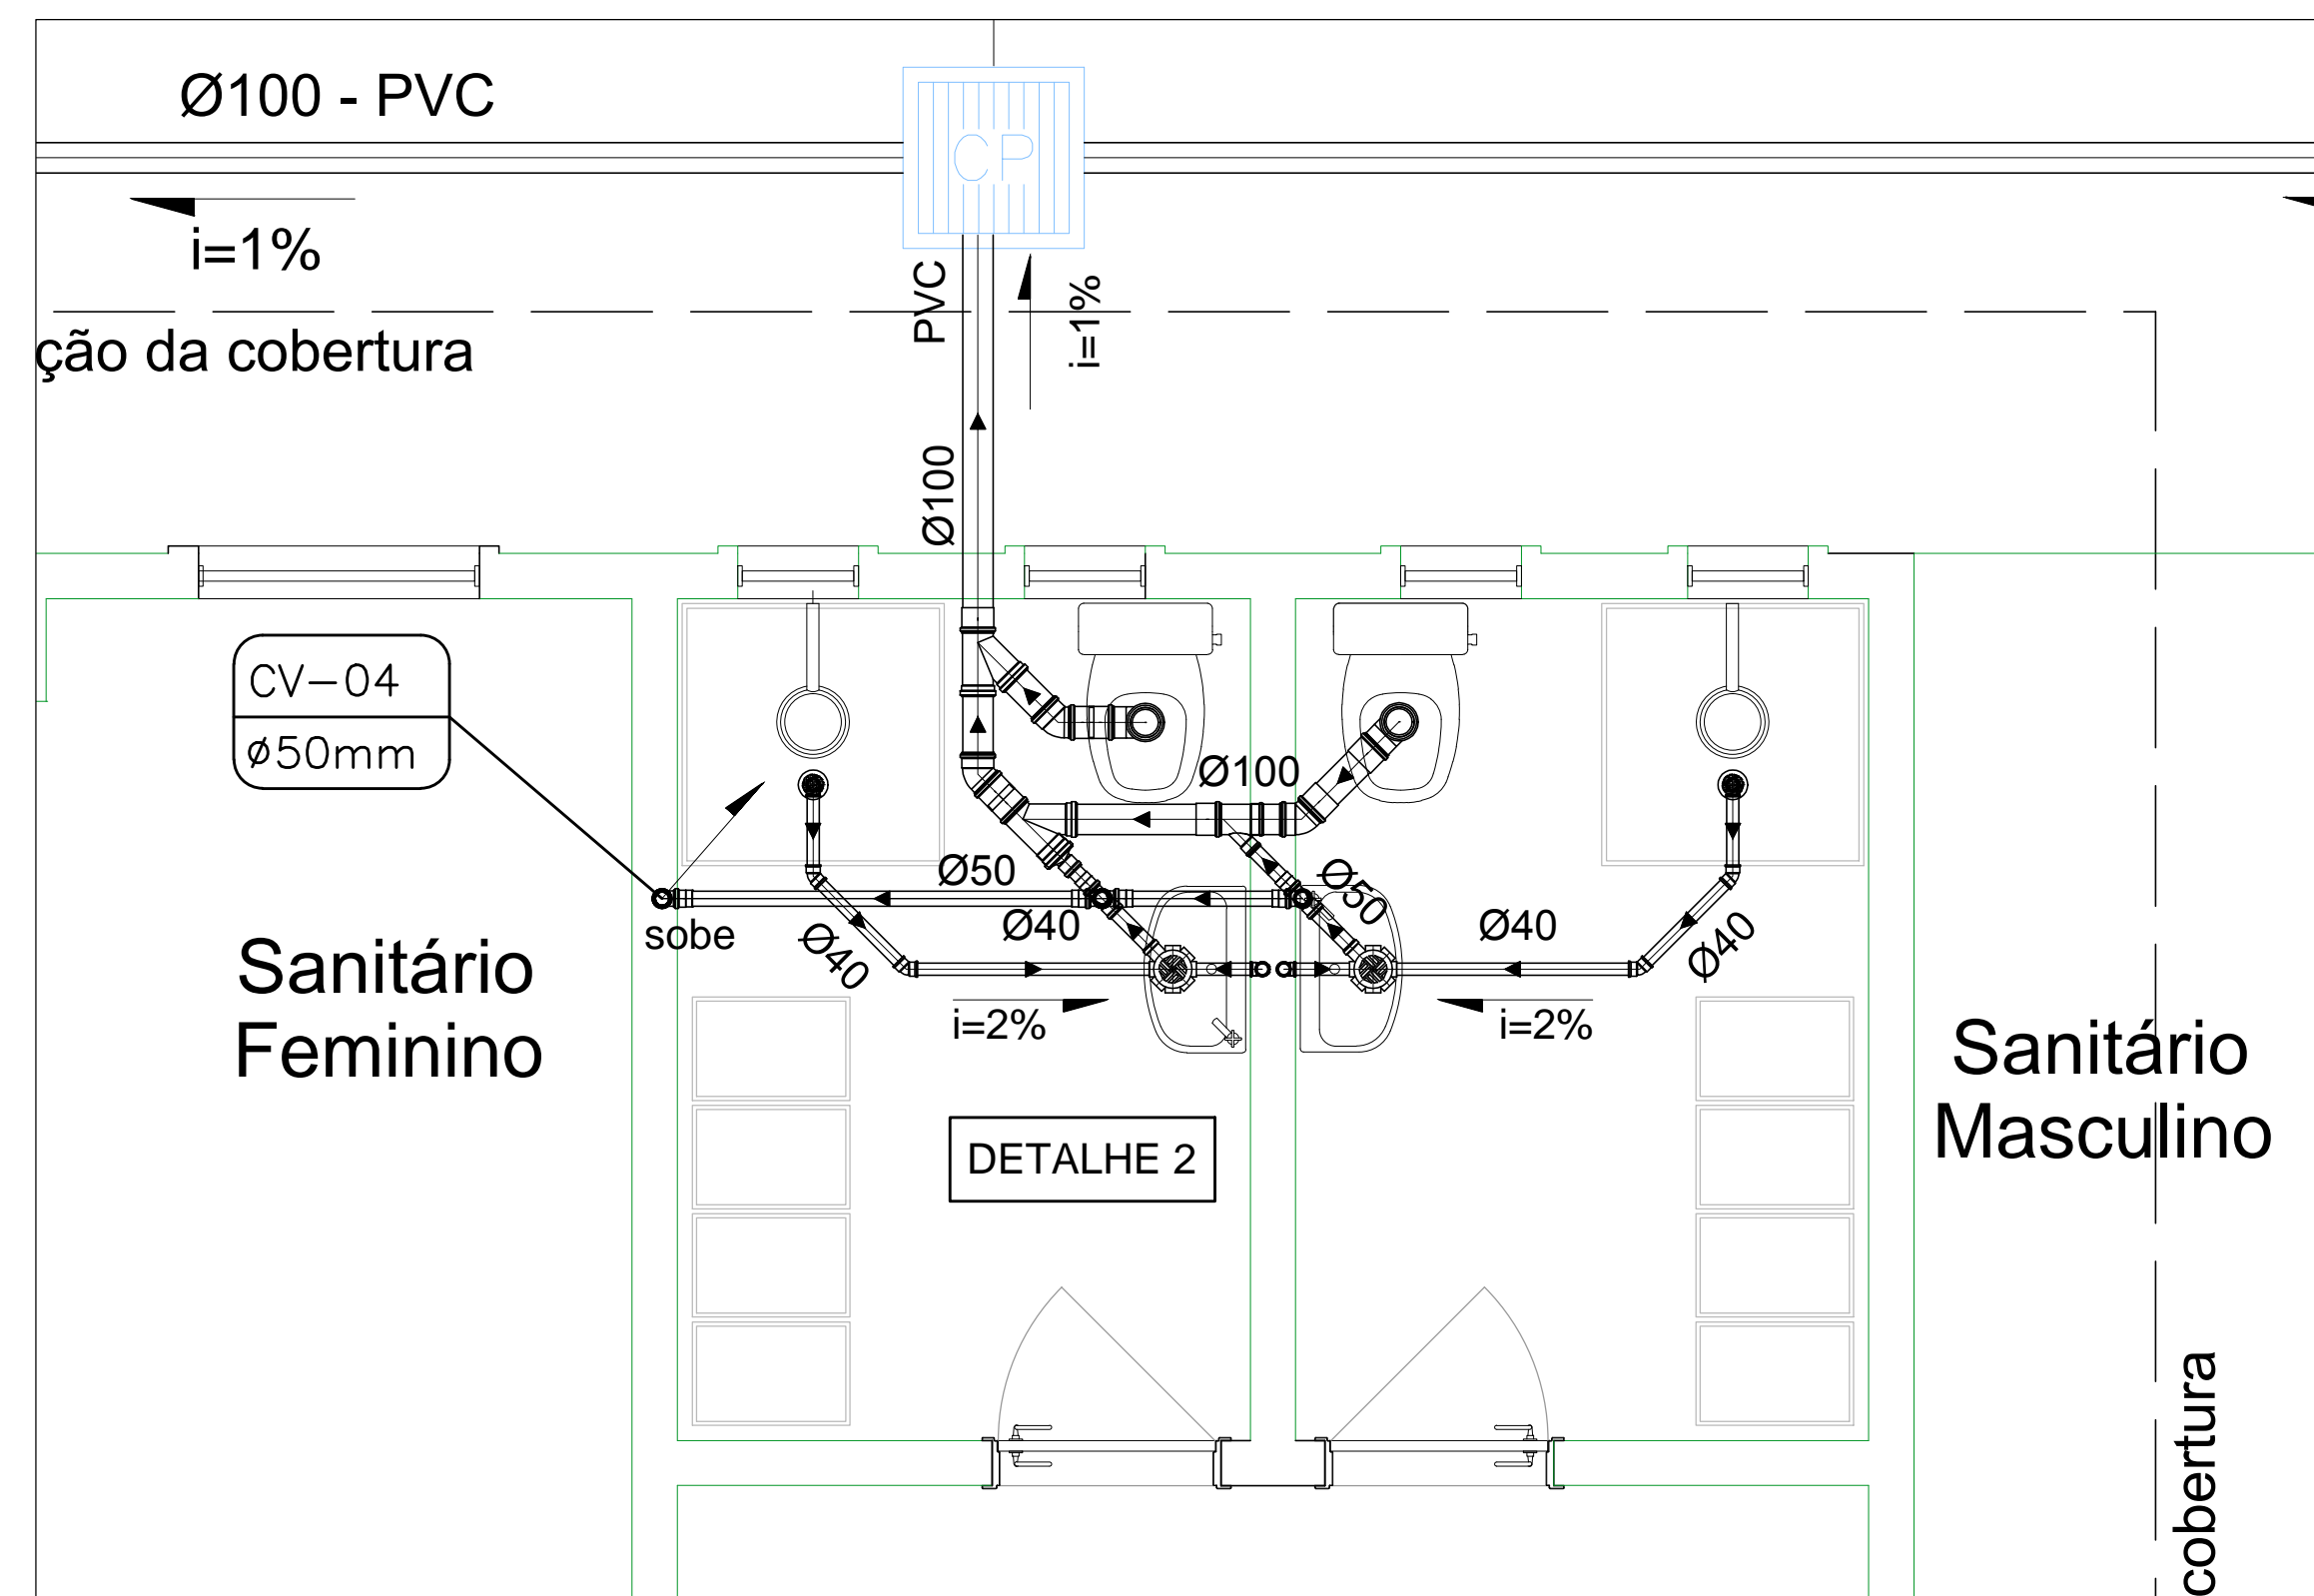 Ø100 - PVC
CP
i=1%
PVC
i=1%
ção da cobertura
Ø100
CV-04
ø50mm
Ø100
Ø50
Ø50
sobe
Ø40
Ø40
Ø40
Ø40
Sanitário
Feminino
i=2%
i=2%
Sanitário
Masculino
DETALHE 2
cobertura